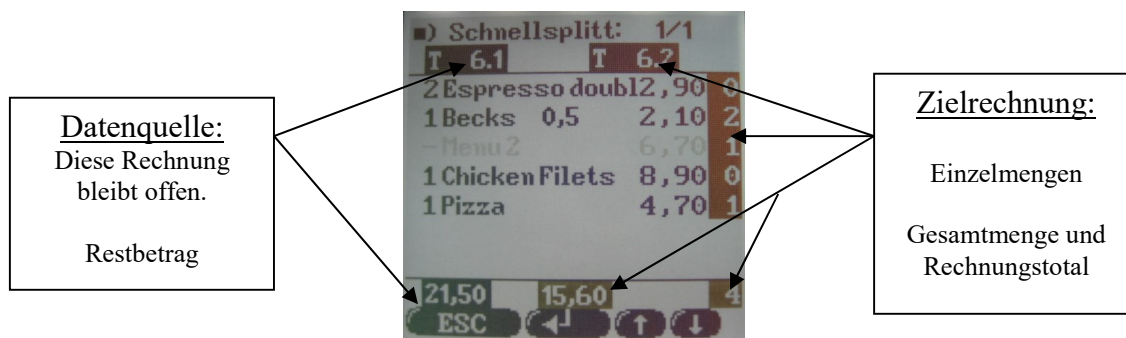 Datenquelle:
Diese Rechnung
bleibt offen.
Restbetrag
■) Schnellsplitt: 1/1
T 6.1 T 6.2
2 Espresso doubl 2,90 0
1 Becks 0,5 2,10 2
-Menu 2 6,70 1
1 Chicken Filets 8,90 0
1 Pizza 4,70 1
21,50 15,60 4
ESC ↵ ↑ ↓
Zielrechnung:
Einzelmengen
Gesamtmenge und
Rechnungstotal